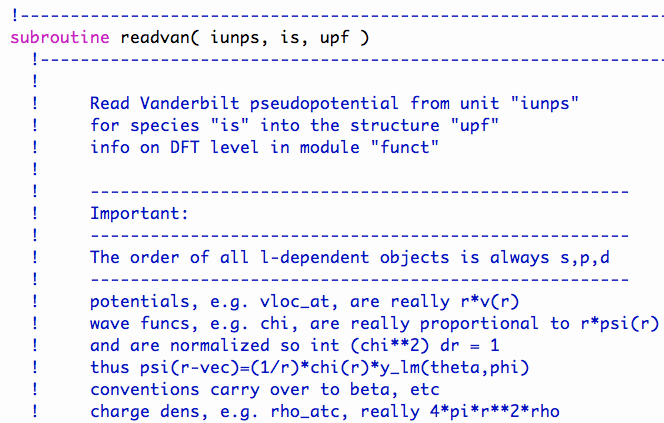 !-----------------------------------------------------------------
subroutine readvan( iunps, is, upf )
!---------------------------------------------------------------
!
! Read Vanderbilt pseudopotential from unit "iunps"
! for species "is" into the structure "upf"
! info on DFT level in module "funct"
!
! ------------------------------------------------------
! Important:
! ------------------------------------------------------
! The order of all l-dependent objects is always s,p,d
! ------------------------------------------------------
! potentials, e.g. vloc_at, are really r*v(r)
! wave funcs, e.g. chi, are really proportional to r*psi(r)
! and are normalized so int (chi**2) dr = 1
! thus psi(r-vec)=(1/r)*chi(r)*y_lm(theta,phi)
! conventions carry over to beta, etc
! charge dens, e.g. rho_atc, really 4*pi*r**2*rho